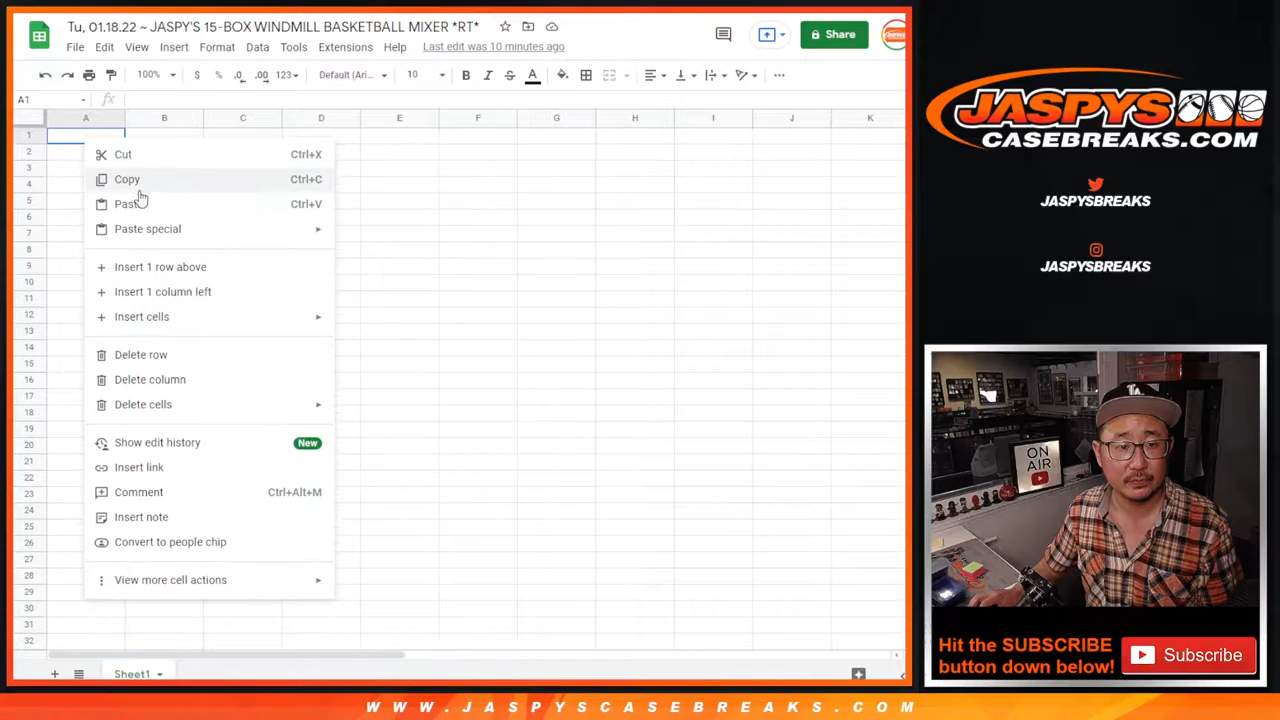 Tu, 01.18.22 ~ JASPY'S 15-BOX WINDMILL BASKETBALL MIXER *RT*
File Edit View Insert Format Data Tools Extensions Help Last edit was 10 minutes ago
Share
100% $ % .0 .00 123 Default (Ari... 10 B I S A
A1 fx
A B C D E F G H I J K
1
2
3
4
5
6
7
8
9
10
11
12
13
14
15
16
17
18
19
20
21
22
23
24
25
26
27
28
29
30
31
32
Cut Ctrl+X
Copy Ctrl+C
Paste Ctrl+V
Paste special
Insert 1 row above
Insert 1 column left
Insert cells
Delete row
Delete column
Delete cells
Show edit history New
Insert link
Comment Ctrl+Alt+M
Insert note
Convert to people chip
View more cell actions
Sheet1
JASPYS
CASEBREAKS.COM
JASPYSBREAKS
JASPYSBREAKS
ON
AIR
Hit the SUBSCRIBE
button down below!
Subscribe
WWW.JASPYSCASEBREAKS.COM